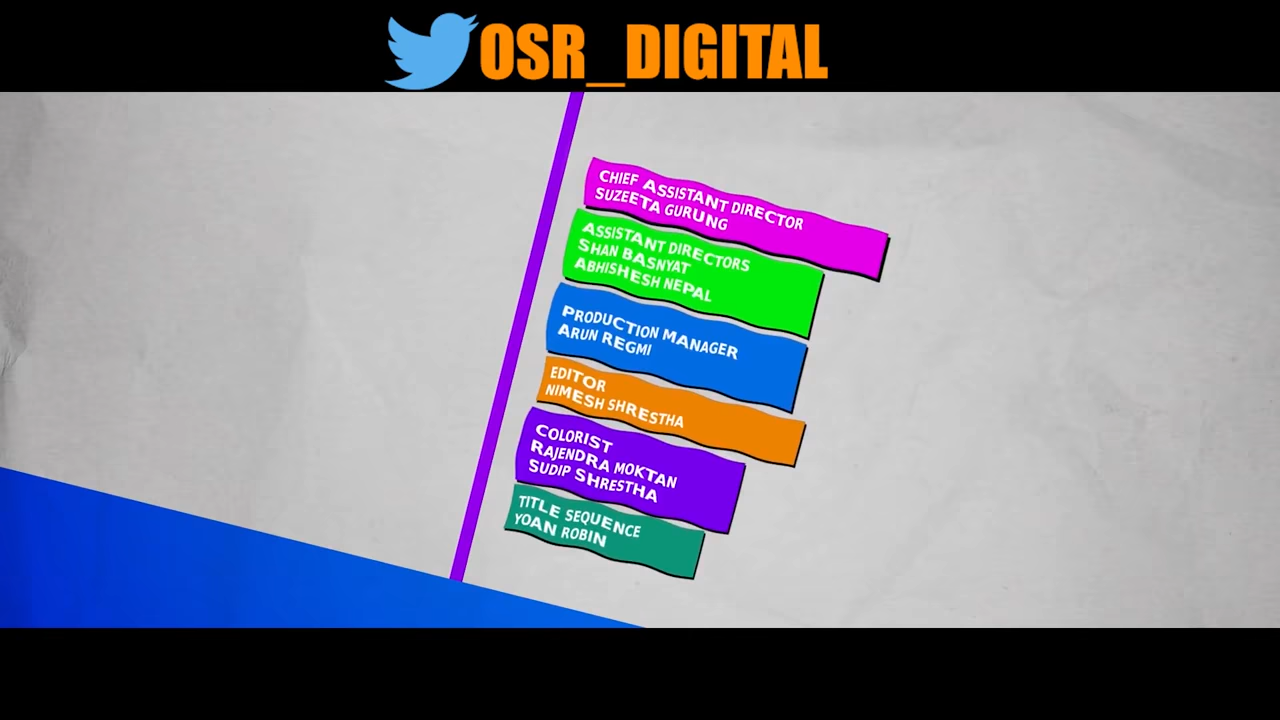 OSR_DIGITAL
CHIEF ASSISTANT DIRECTOR
SUZEETA GURUNG
ASSISTANT DIRECTORS
SHAN BASNYAT
ABHISHESH NEPAL
PRODUCTION MANAGER
ARUN REGMI
EDITOR
NIMESH SHRESTHA
COLORIST
RAJENDRA MOKTAN
SUDIP SHRESTHA
TITLE SEQUENCE
YOAN ROBIN